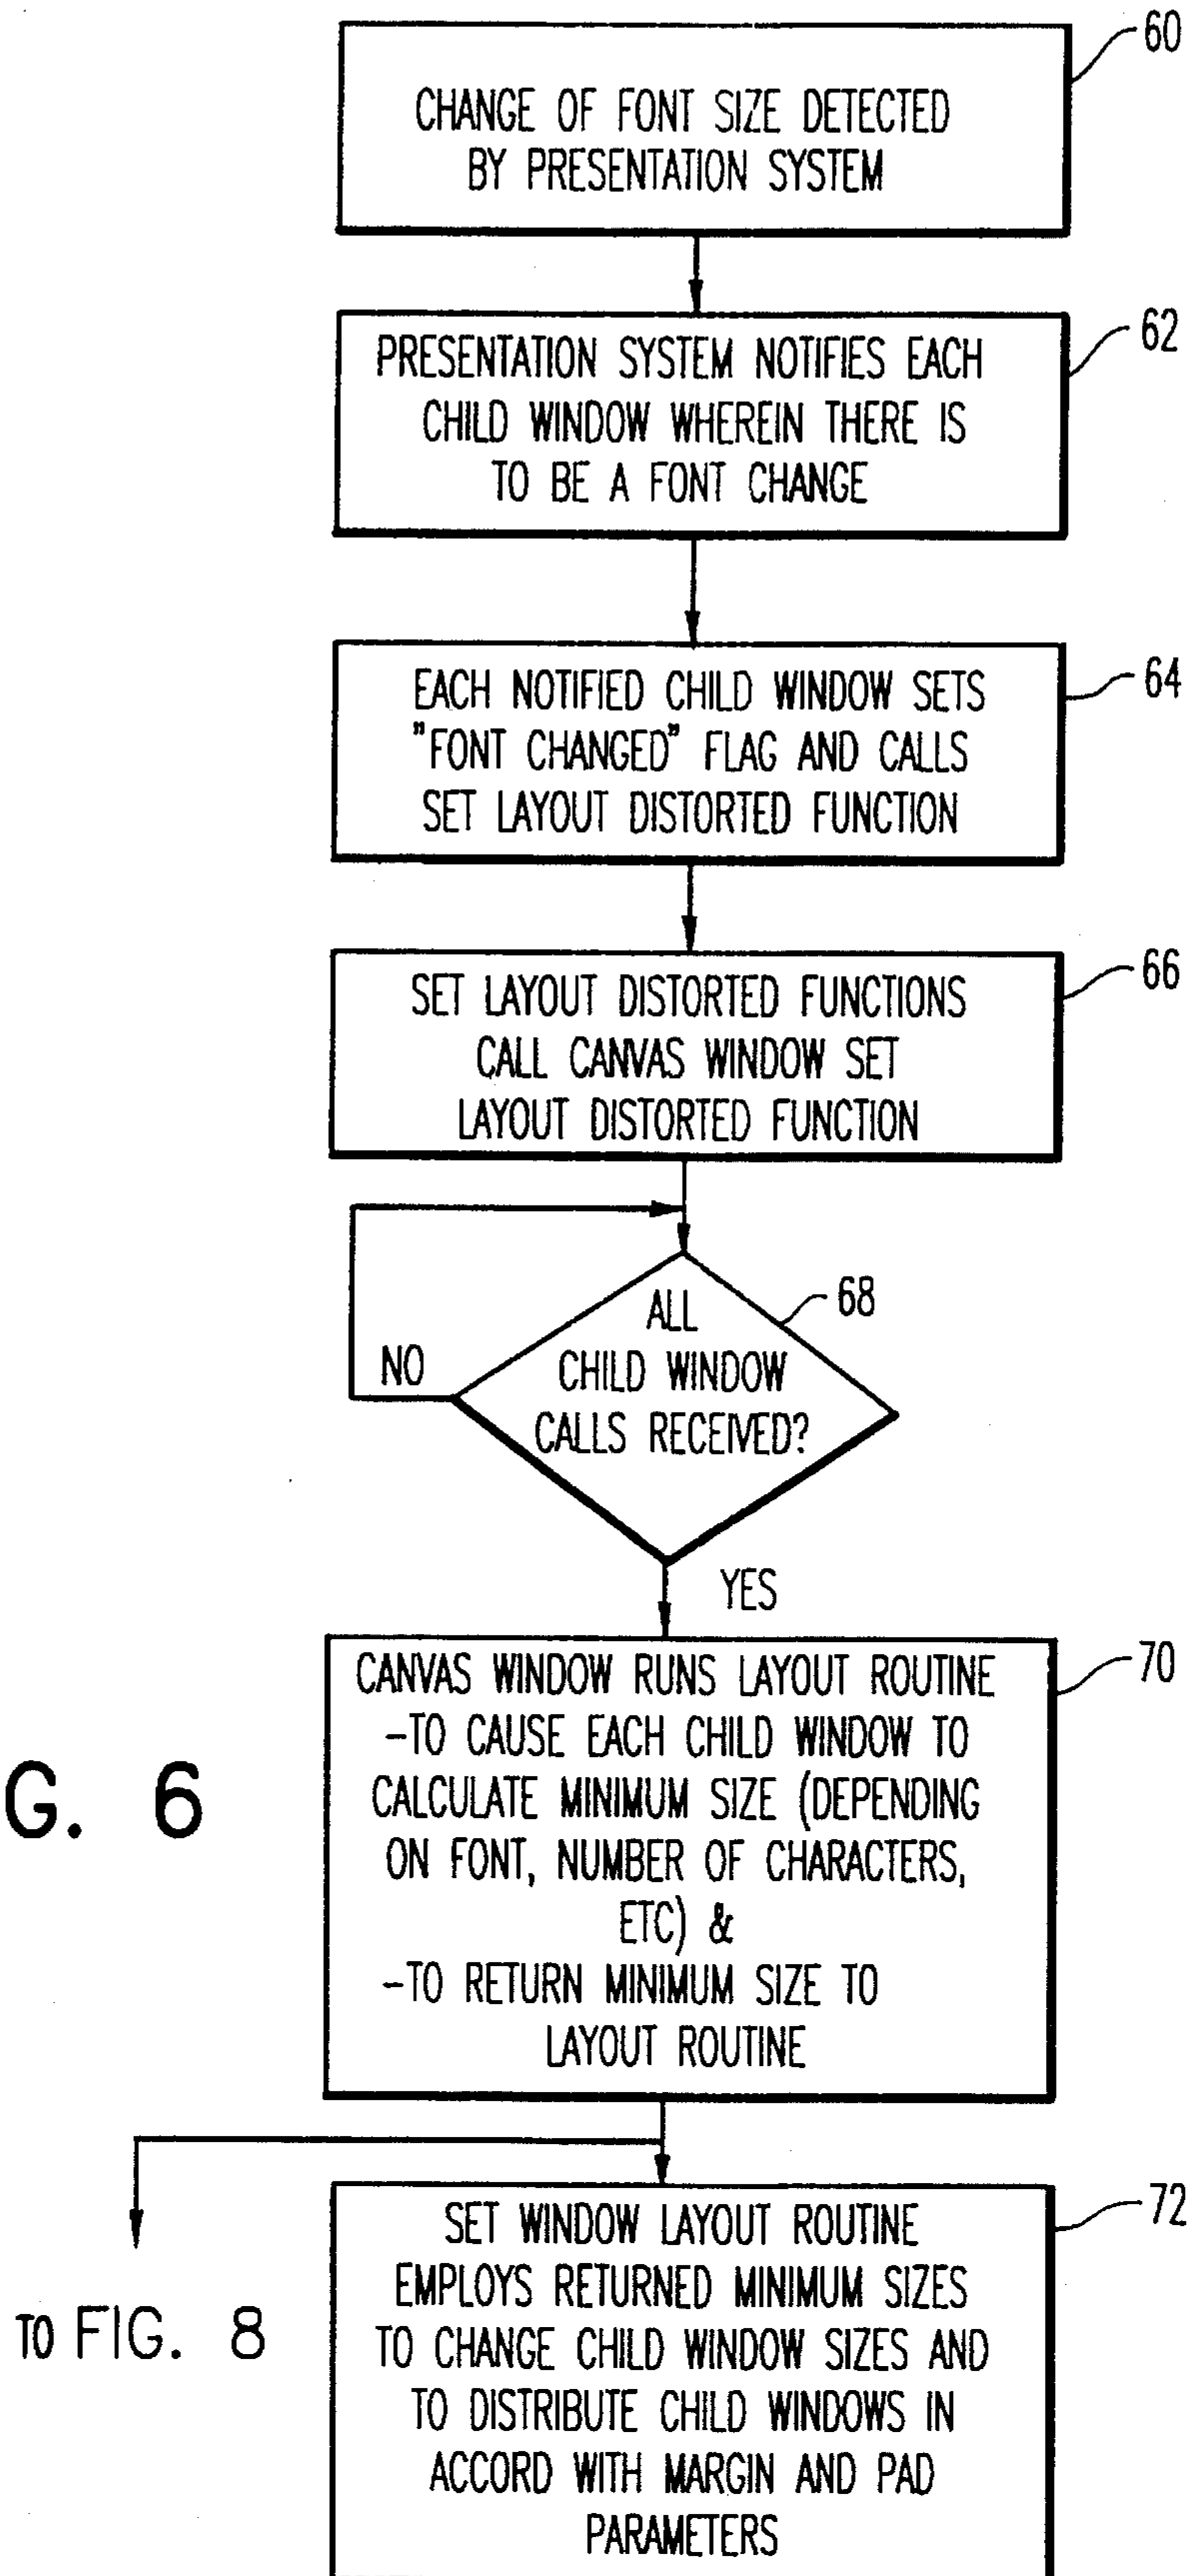 60
CHANGE OF FONT SIZE DETECTED
BY PRESENTATION SYSTEM
62
PRESENTATION SYSTEM NOTIFIES EACH
CHILD WINDOW WHEREIN THERE IS
TO BE A FONT CHANGE
64
EACH NOTIFIED CHILD WINDOW SETS
"FONT CHANGED" FLAG AND CALLS
SET LAYOUT DISTORTED FUNCTION
66
SET LAYOUT DISTORTED FUNCTIONS
CALL CANVAS WINDOW SET
LAYOUT DISTORTED FUNCTION
68
ALL
CHILD WINDOW
CALLS RECEIVED?
NO
YES
70
CANVAS WINDOW RUNS LAYOUT ROUTINE
-TO CAUSE EACH CHILD WINDOW TO
CALCULATE MINIMUM SIZE (DEPENDING
ON FONT, NUMBER OF CHARACTERS,
ETC) &
-TO RETURN MINIMUM SIZE TO
LAYOUT ROUTINE
G. 6
72
SET WINDOW LAYOUT ROUTINE
EMPLOYS RETURNED MINIMUM SIZES
TO CHANGE CHILD WINDOW SIZES AND
TO DISTRIBUTE CHILD WINDOWS IN
ACCORD WITH MARGIN AND PAD
PARAMETERS
TO FIG. 8